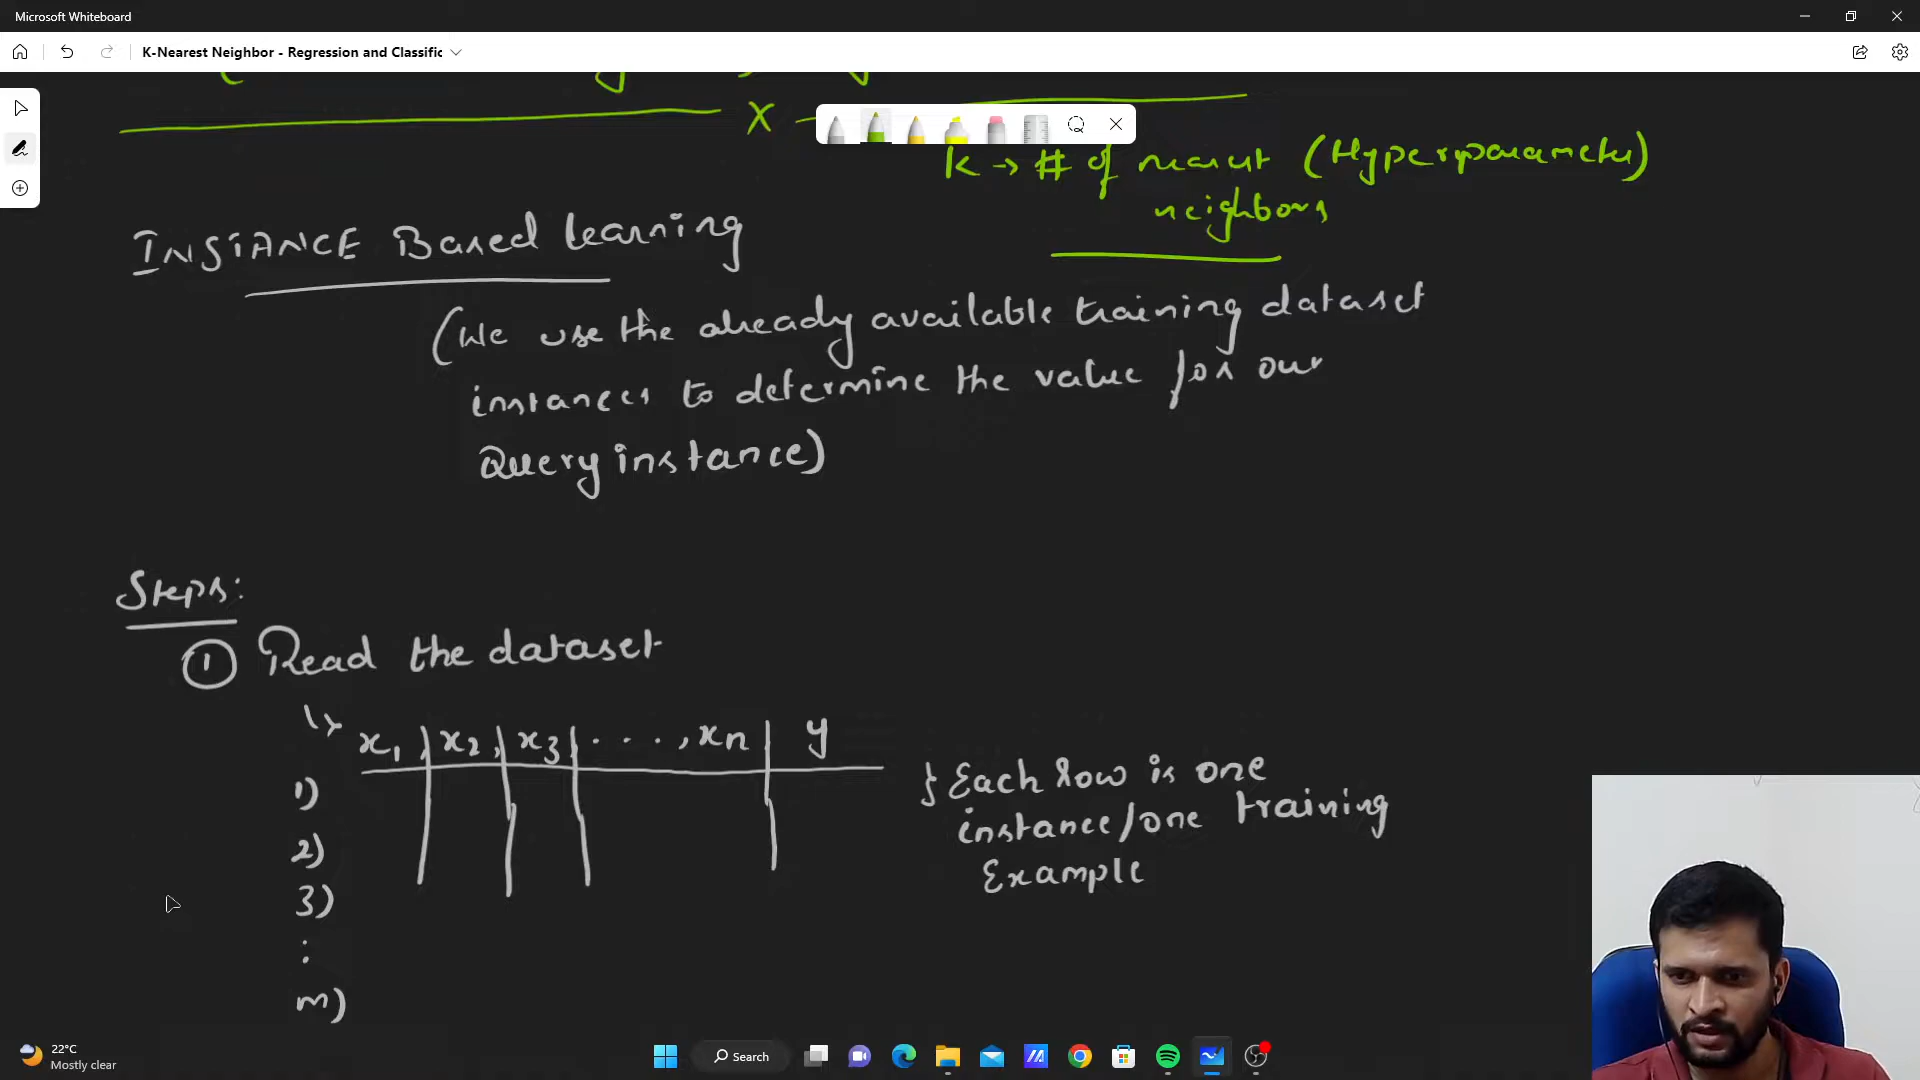 Microsoft Whiteboard
K-Nearest Neighbor - Regression and Classific
x
K → # of nearest (Hyperparameter)
neighbors
INSTANCE Based Learning
(We use the already available training dataset
instances to determine the value for our
Query instance)
Steps:
① Read the dataset
x1, x2, x3, . . . ., xn y
1)
2)
3)
:
m)
} Each row is one
instance/one training
Example
22°C
Mostly clear
Search